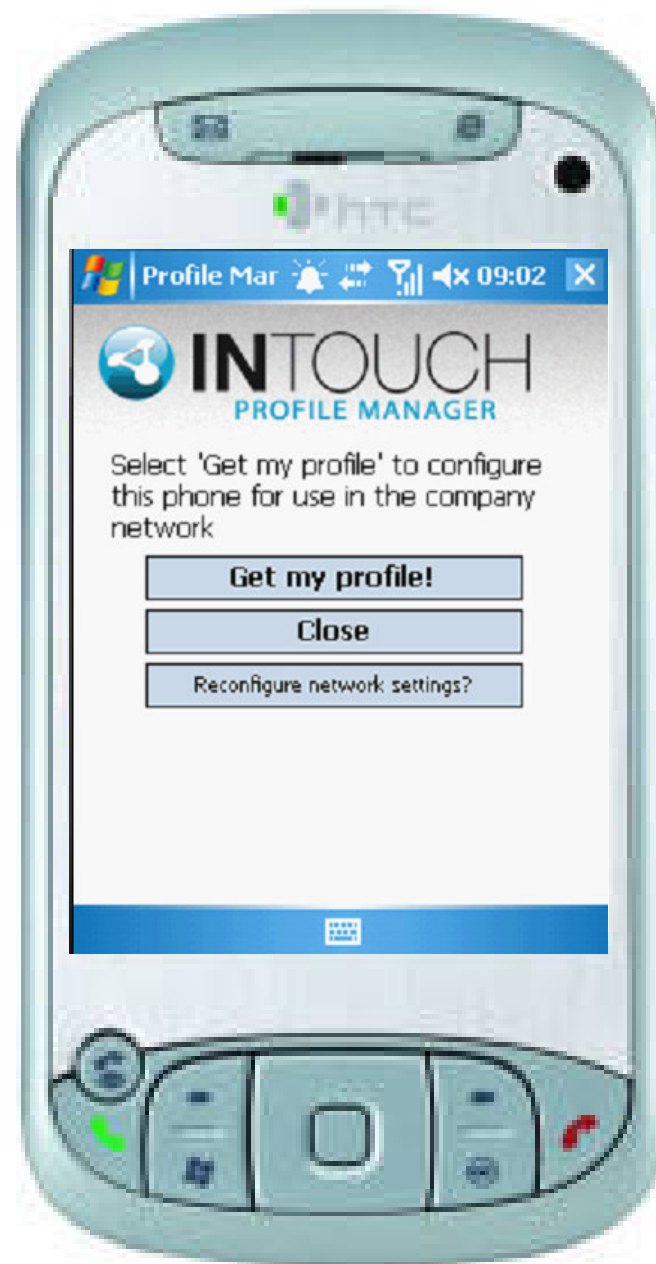 htc
Profile Mar 09:02
INTOUCH
PROFILE MANAGER
Select 'Get my profile' to configure
this phone for use in the company
network
Get my profile!
Close
Reconfigure network settings?